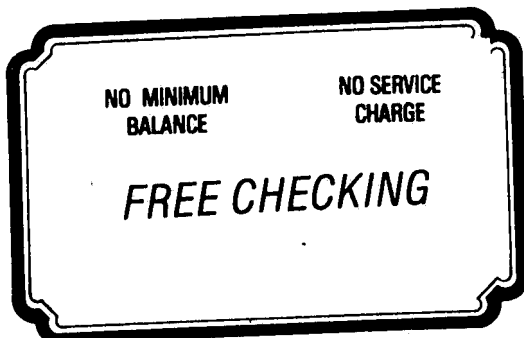 NO MINIMUM
BALANCE
NO SERVICE
CHARGE
FREE CHECKING